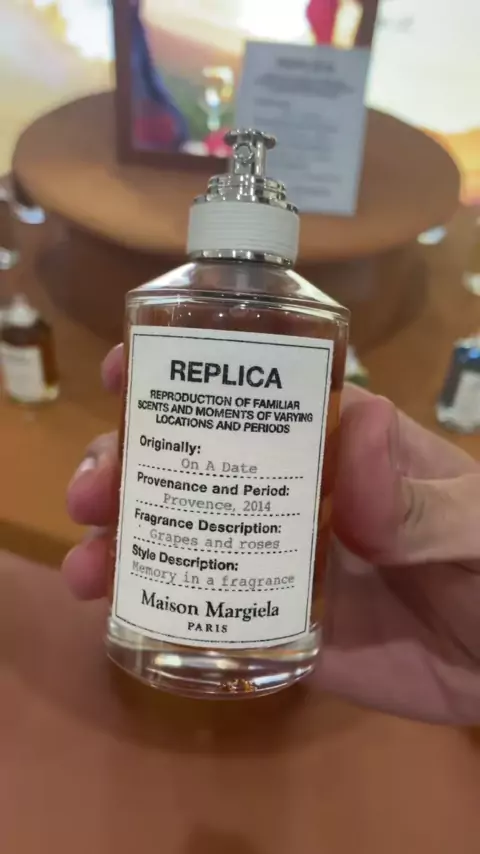 REPLICA
REPRODUCTION OF FAMILIAR
SCENTS AND MOMENTS OF VARYING
LOCATIONS AND PERIODS
Originally:
On A Date
Provenance and Period:
Provence, 2014
Fragrance Description:
Grapes and roses
Style Description:
Memory in a fragrance
Maison Margiela
PARIS